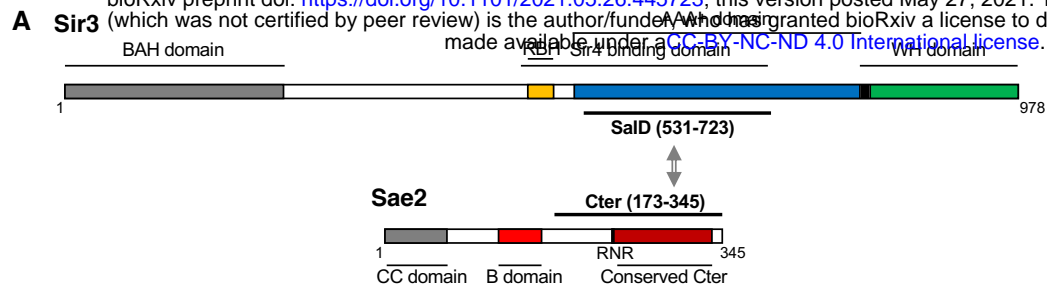 bioRxiv preprint doi: https://doi.org/10.1101/2021.05.26.445723; this version posted May 27, 2021. T
(which was not certified by peer review) is the author/funder, who has granted bioRxiv a license to d
made available under aCC-BY-NC-ND 4.0 International license.
A Sir3
AAA+ domain
BAH domain
RBH
Sir4 binding domain
WH domain
1
978
SaID (531-723)
Sae2
Cter (173-345)
1
RNR
345
CC domain
B domain
Conserved Cter